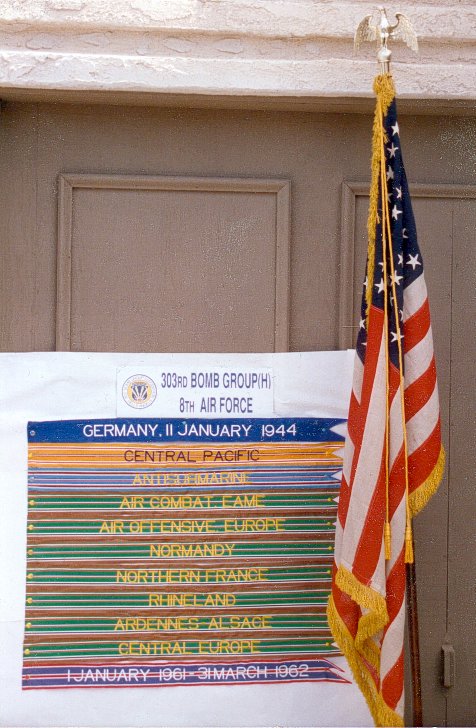 303RD BOMB GROUP(H)
8TH AIR FORCE
GERMANY, 11 JANUARY 1944
CENTRAL PACIFIC
ANTI-SUBMARINE
AIR COMBAT, EAME
AIR OFFENSIVE, EUROPE
NORMANDY
NORTHERN FRANCE
RHINELAND
ARDENNES, ALSACE
CENTRAL EUROPE
1 JANUARY 1961 - 31 MARCH 1962